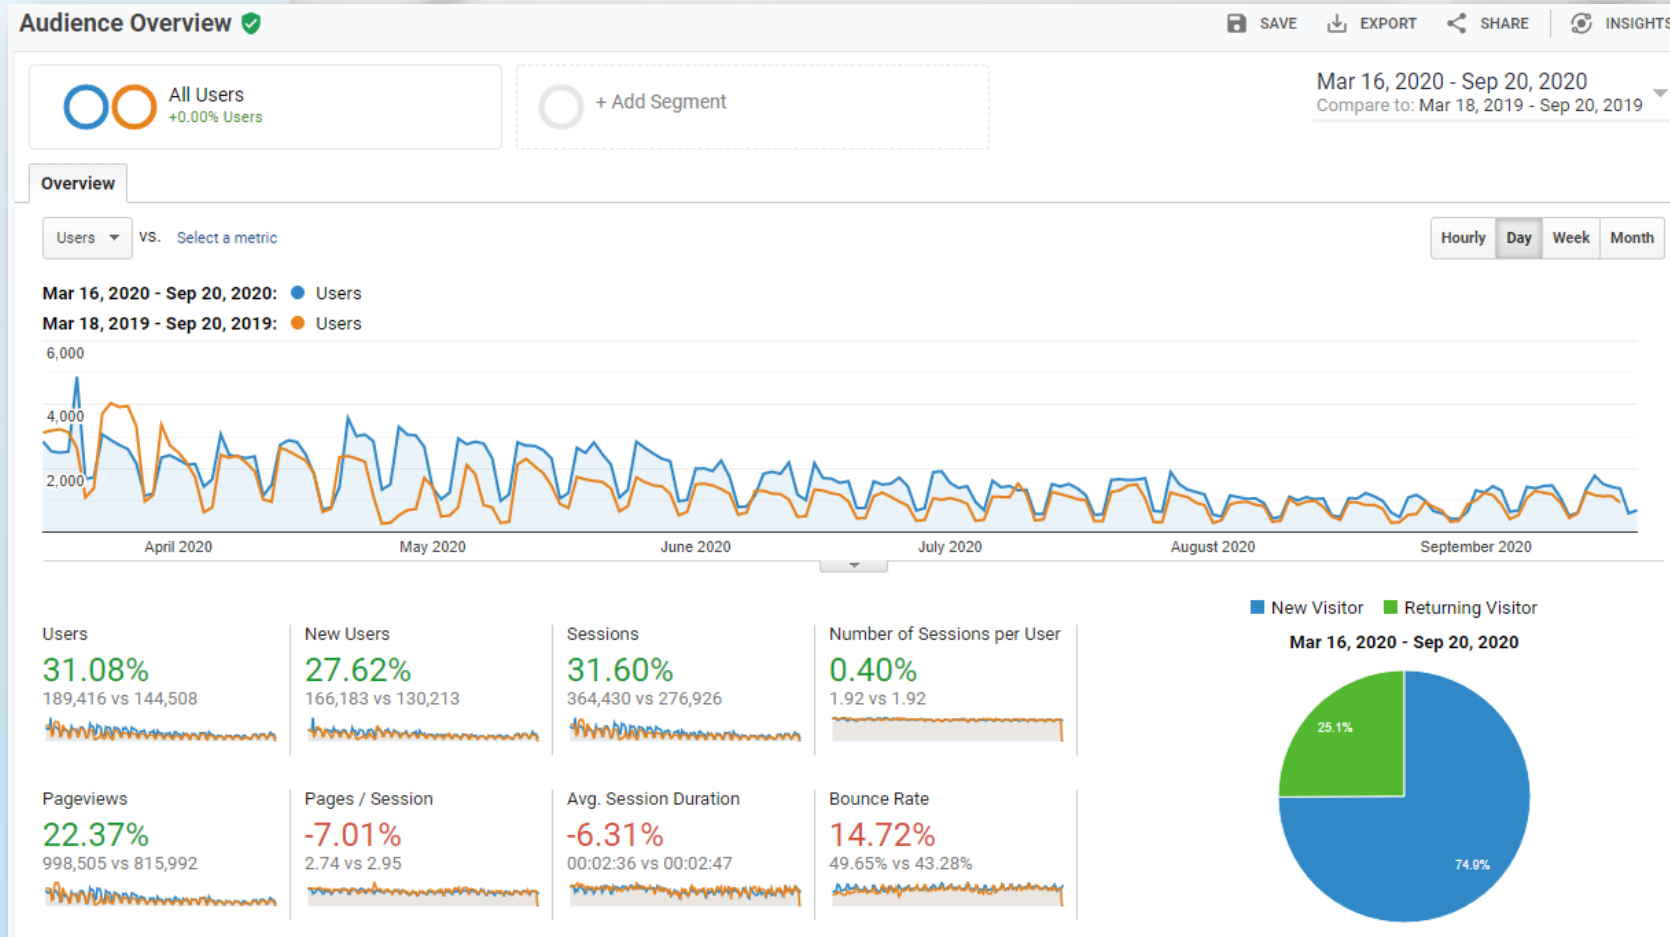 Audience Overview
SAVE
EXPORT
SHARE
INSIGHTS
All Users
+0.00% Users
+ Add Segment
Mar 16, 2020 - Sep 20, 2020
Compare to: Mar 18, 2019 - Sep 20, 2019
Overview
Users
VS.
Select a metric
Hourly
Day
Week
Month
Mar 16, 2020 - Sep 20, 2020:
Users
Mar 18, 2019 - Sep 20, 2019:
Users
6,000
4,000
2,000
April 2020
May 2020
June 2020
July 2020
August 2020
September 2020
Users
31.08%
189,416 vs 144,508
New Users
27.62%
166,183 vs 130,213
Sessions
31.60%
364,430 vs 276,926
Number of Sessions per User
0.40%
1.92 vs 1.92
Pageviews
22.37%
998,505 vs 815,992
Pages / Session
-7.01%
2.74 vs 2.95
Avg. Session Duration
-6.31%
00:02:36 vs 00:02:47
Bounce Rate
14.72%
49.65% vs 43.28%
New Visitor
Returning Visitor
Mar 16, 2020 - Sep 20, 2020
25.1%
74.9%